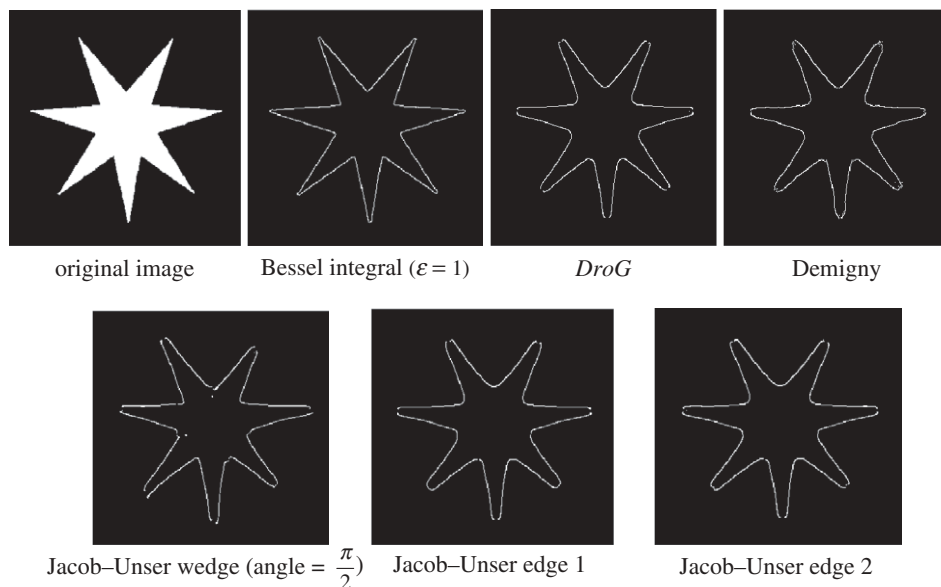 original image
Bessel integral (ε = 1)
DroG
Demigny
Jacob–Unser wedge (angle = π/2)
Jacob–Unser edge 1
Jacob–Unser edge 2